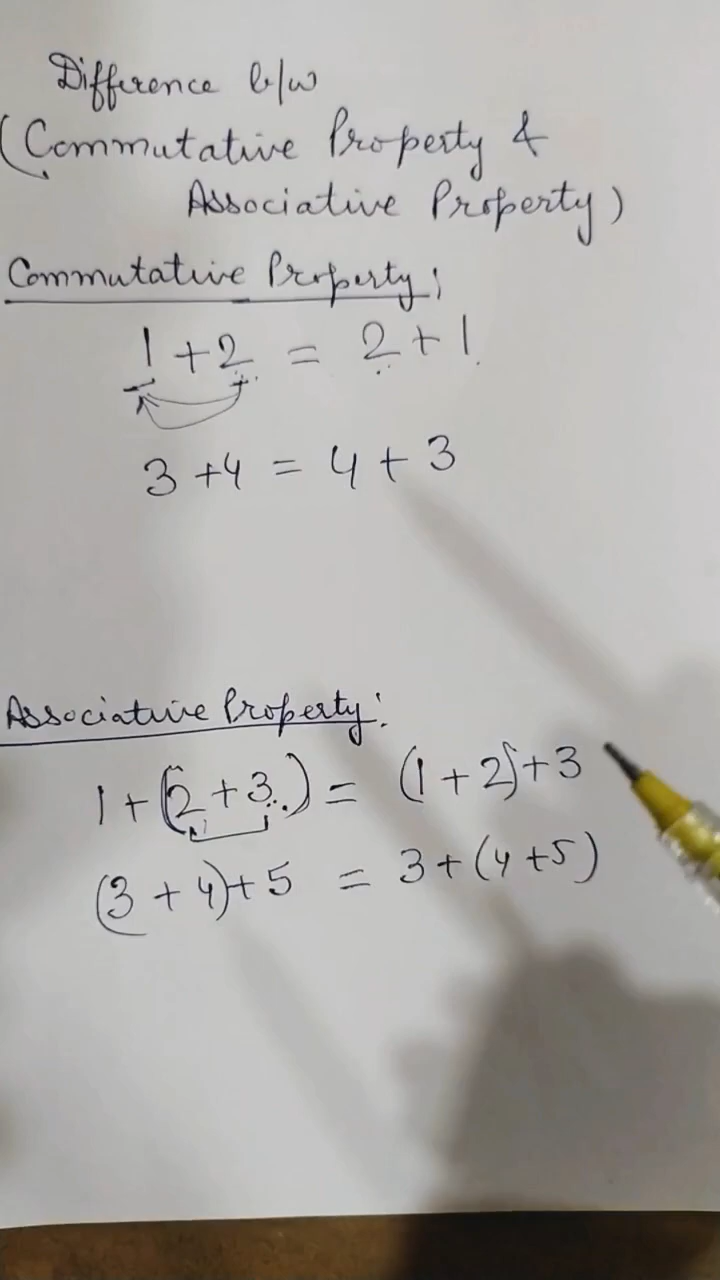 Difference b/w
(Commutative Property &
Associative Property)
Commutative Property:
1 + 2 = 2 + 1
3 + 4 = 4 + 3
Associative Property:
1 + (2 + 3) = (1 + 2) + 3
(3 + 4) + 5 = 3 + (4 + 5)